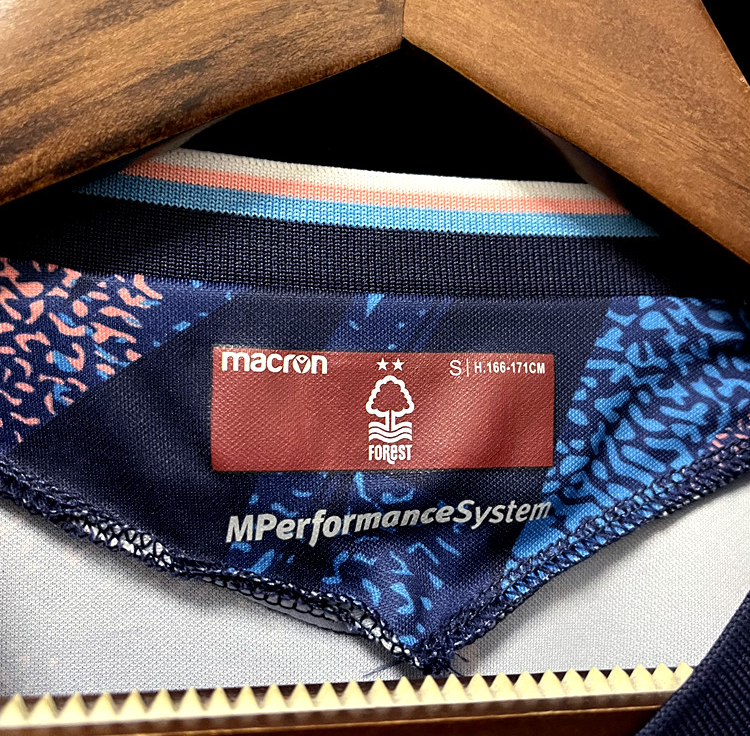 macron
S | H.166-171CM
FOREST
MPerformanceSystem